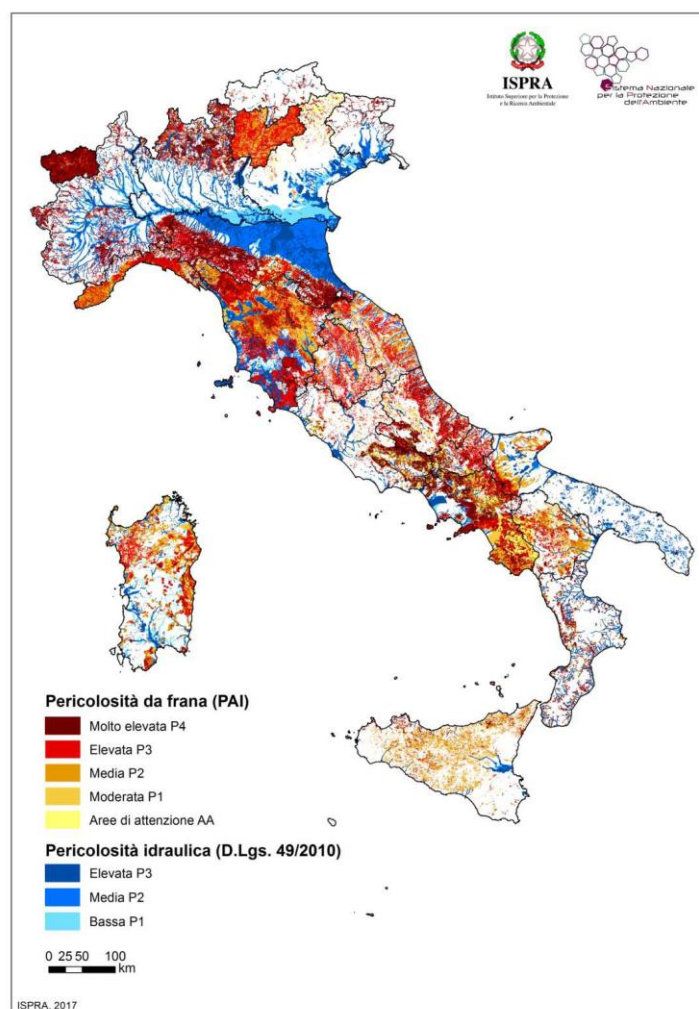 ISPRA
Istituto Superiore per la Protezione
e la Ricerca Ambientale
Sistema Nazionale
per la Protezione
dell'Ambiente
Pericolosità da frana (PAI)
Molto elevata P4
Elevata P3
Media P2
Moderata P1
Aree di attenzione AA
Pericolosità idraulica (D.Lgs. 49/2010)
Elevata P3
Media P2
Bassa P1
0 25 50 100
km
ISPRA, 2017